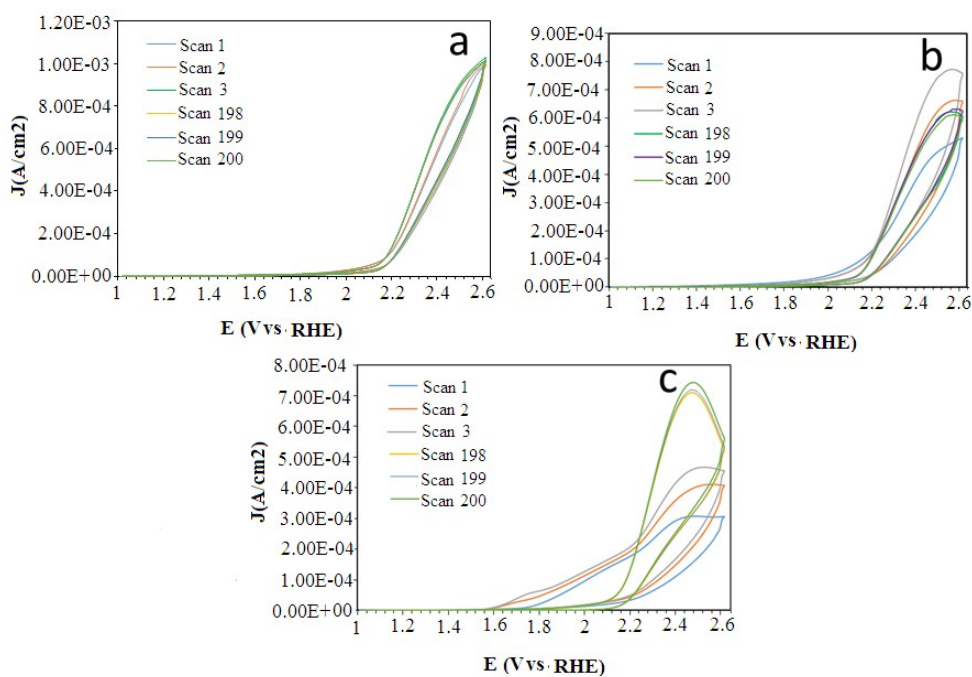 a
1.20E-03
1.00E-03
8.00E-04
6.00E-04
4.00E-04
2.00E-04
0.00E+00
J(A/cm2)
Scan 1
Scan 2
Scan 3
Scan 198
Scan 199
Scan 200
1 1.2 1.4 1.6 1.8 2 2.2 2.4 2.6
E (V vs· RHE)
b
9.00E-04
8.00E-04
7.00E-04
6.00E-04
5.00E-04
4.00E-04
3.00E-04
2.00E-04
1.00E-04
0.00E+00
J(A/cm2)
Scan 1
Scan 2
Scan 3
Scan 198
Scan 199
Scan 200
1 1.2 1.4 1.6 1.8 2 2.2 2.4 2.6
E (V vs· RHE)
c
8.00E-04
7.00E-04
6.00E-04
5.00E-04
4.00E-04
3.00E-04
2.00E-04
1.00E-04
0.00E+00
J(A/cm2)
Scan 1
Scan 2
Scan 3
Scan 198
Scan 199
Scan 200
1 1.2 1.4 1.6 1.8 2 2.2 2.4 2.6
E (V vs· RHE)